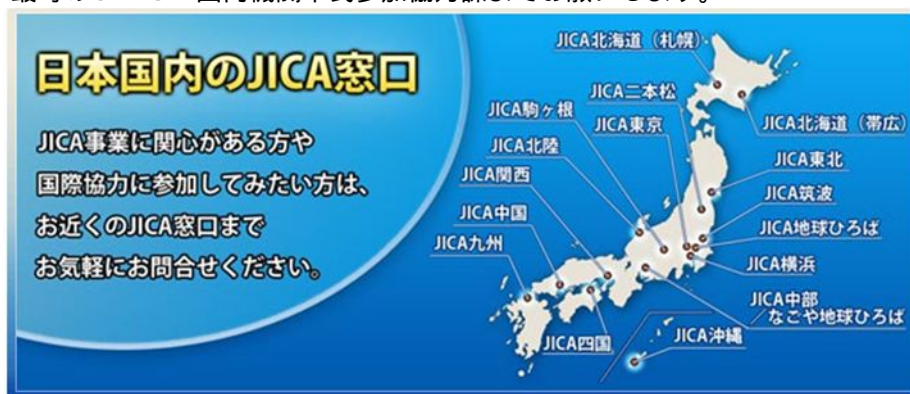 日本国内のJICA窓口
JICA事業に関心がある方や
国際協力に参加してみたい方は、
お近くのJICA窓口まで
お気軽にお問合せください。
JICA北海道（札幌）
JICA二本松
JICA駒ヶ根
JICA東京
JICA北海道（帯広）
JICA北陸
JICA東北
JICA関西
JICA筑波
JICA中国
JICA地球ひろば
JICA九州
JICA横浜
JICA中部
／なごや地球ひろば
JICA四国
JICA沖縄